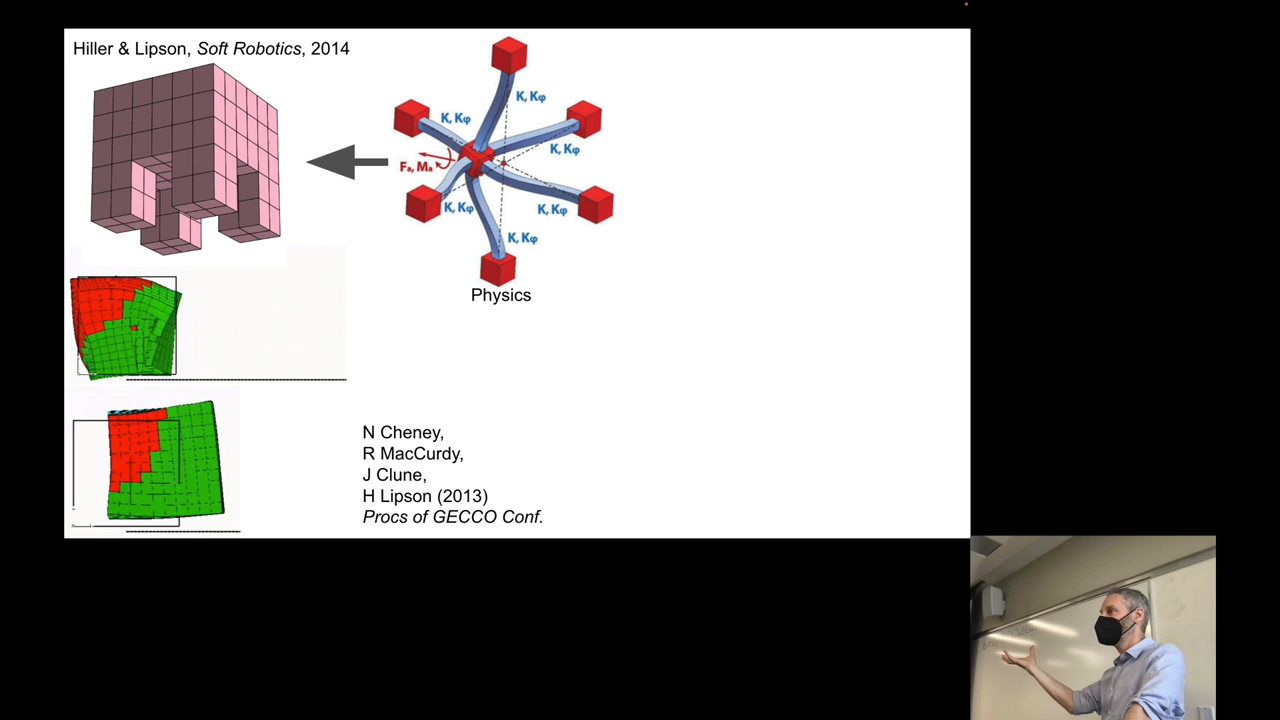 Hiller & Lipson, Soft Robotics, 2014
K, Kφ
K, Kφ
K, Kφ
Fₐ, Mₐ
K, Kφ
K, Kφ
K, Kφ
Physics
N Cheney,
R MacCurdy,
J Clune,
H Lipson (2013)
Procs of GECCO Conf.